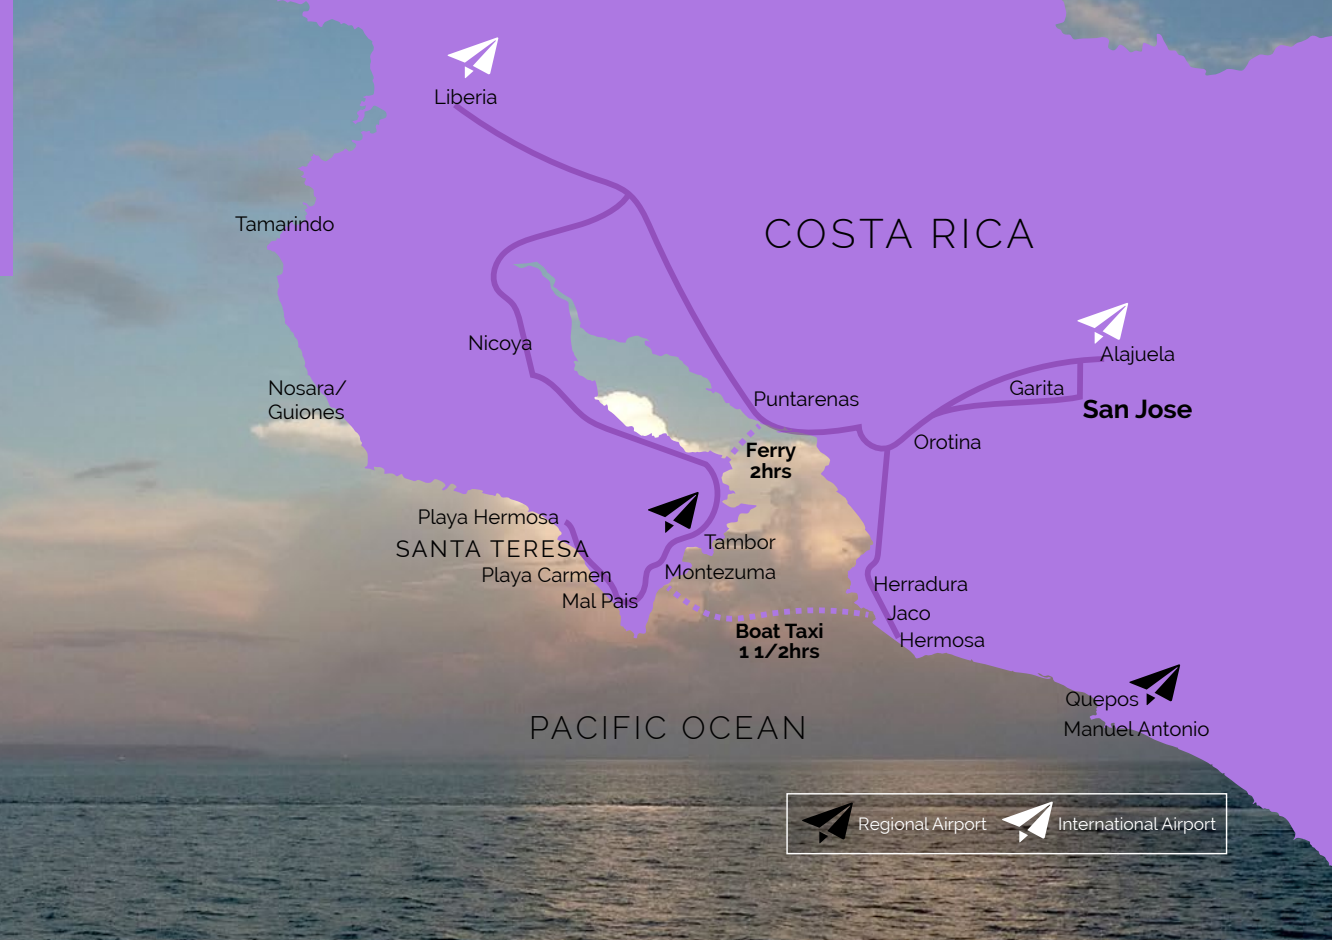 Liberia
Tamarindo
COSTA RICA
Nicoya
Alajuela
Nosara/
Guiones
Garita
Puntarenas
San Jose
Orotina
Ferry
2hrs
Playa Hermosa
SANTA TERESA
Tambor
Playa Carmen
Montezuma
Mal Pais
Herradura
Jaco
Boat Taxi
1 1/2hrs
Hermosa
Quepos
PACIFIC OCEAN
Manuel Antonio
Regional Airport
International Airport